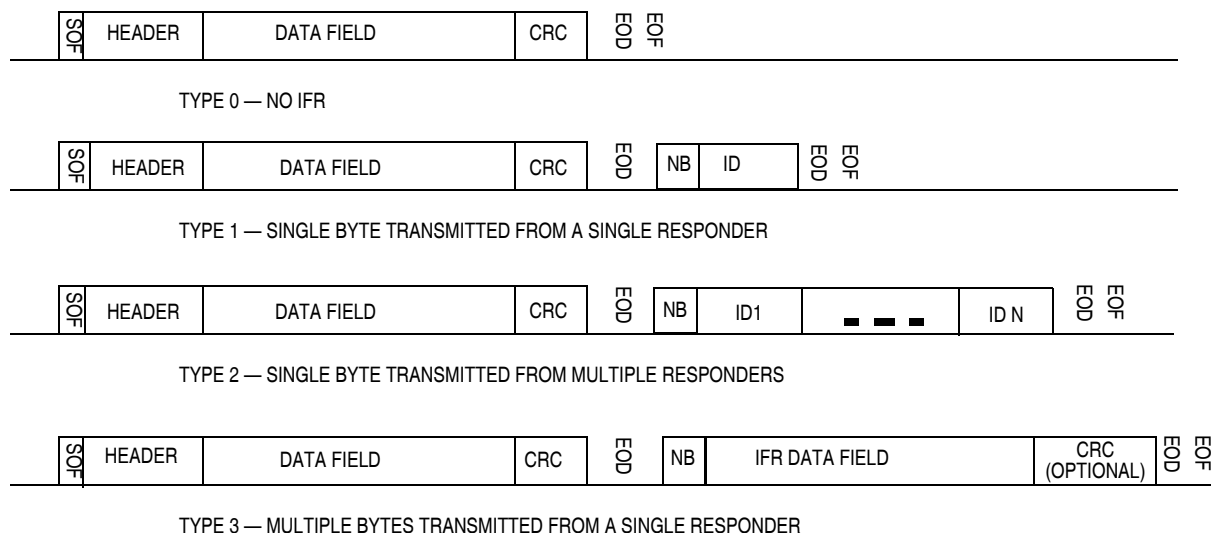 SOF HEADER DATA FIELD CRC EOD EOF
TYPE 0 — NO IFR
SOF HEADER DATA FIELD CRC EOD NB ID EOD EOF
TYPE 1 — SINGLE BYTE TRANSMITTED FROM A SINGLE RESPONDER
SOF HEADER DATA FIELD CRC EOD NB ID1 ID N EOD EOF
TYPE 2 — SINGLE BYTE TRANSMITTED FROM MULTIPLE RESPONDERS
SOF HEADER DATA FIELD CRC EOD NB IFR DATA FIELD CRC (OPTIONAL) EOD EOF
TYPE 3 — MULTIPLE BYTES TRANSMITTED FROM A SINGLE RESPONDER